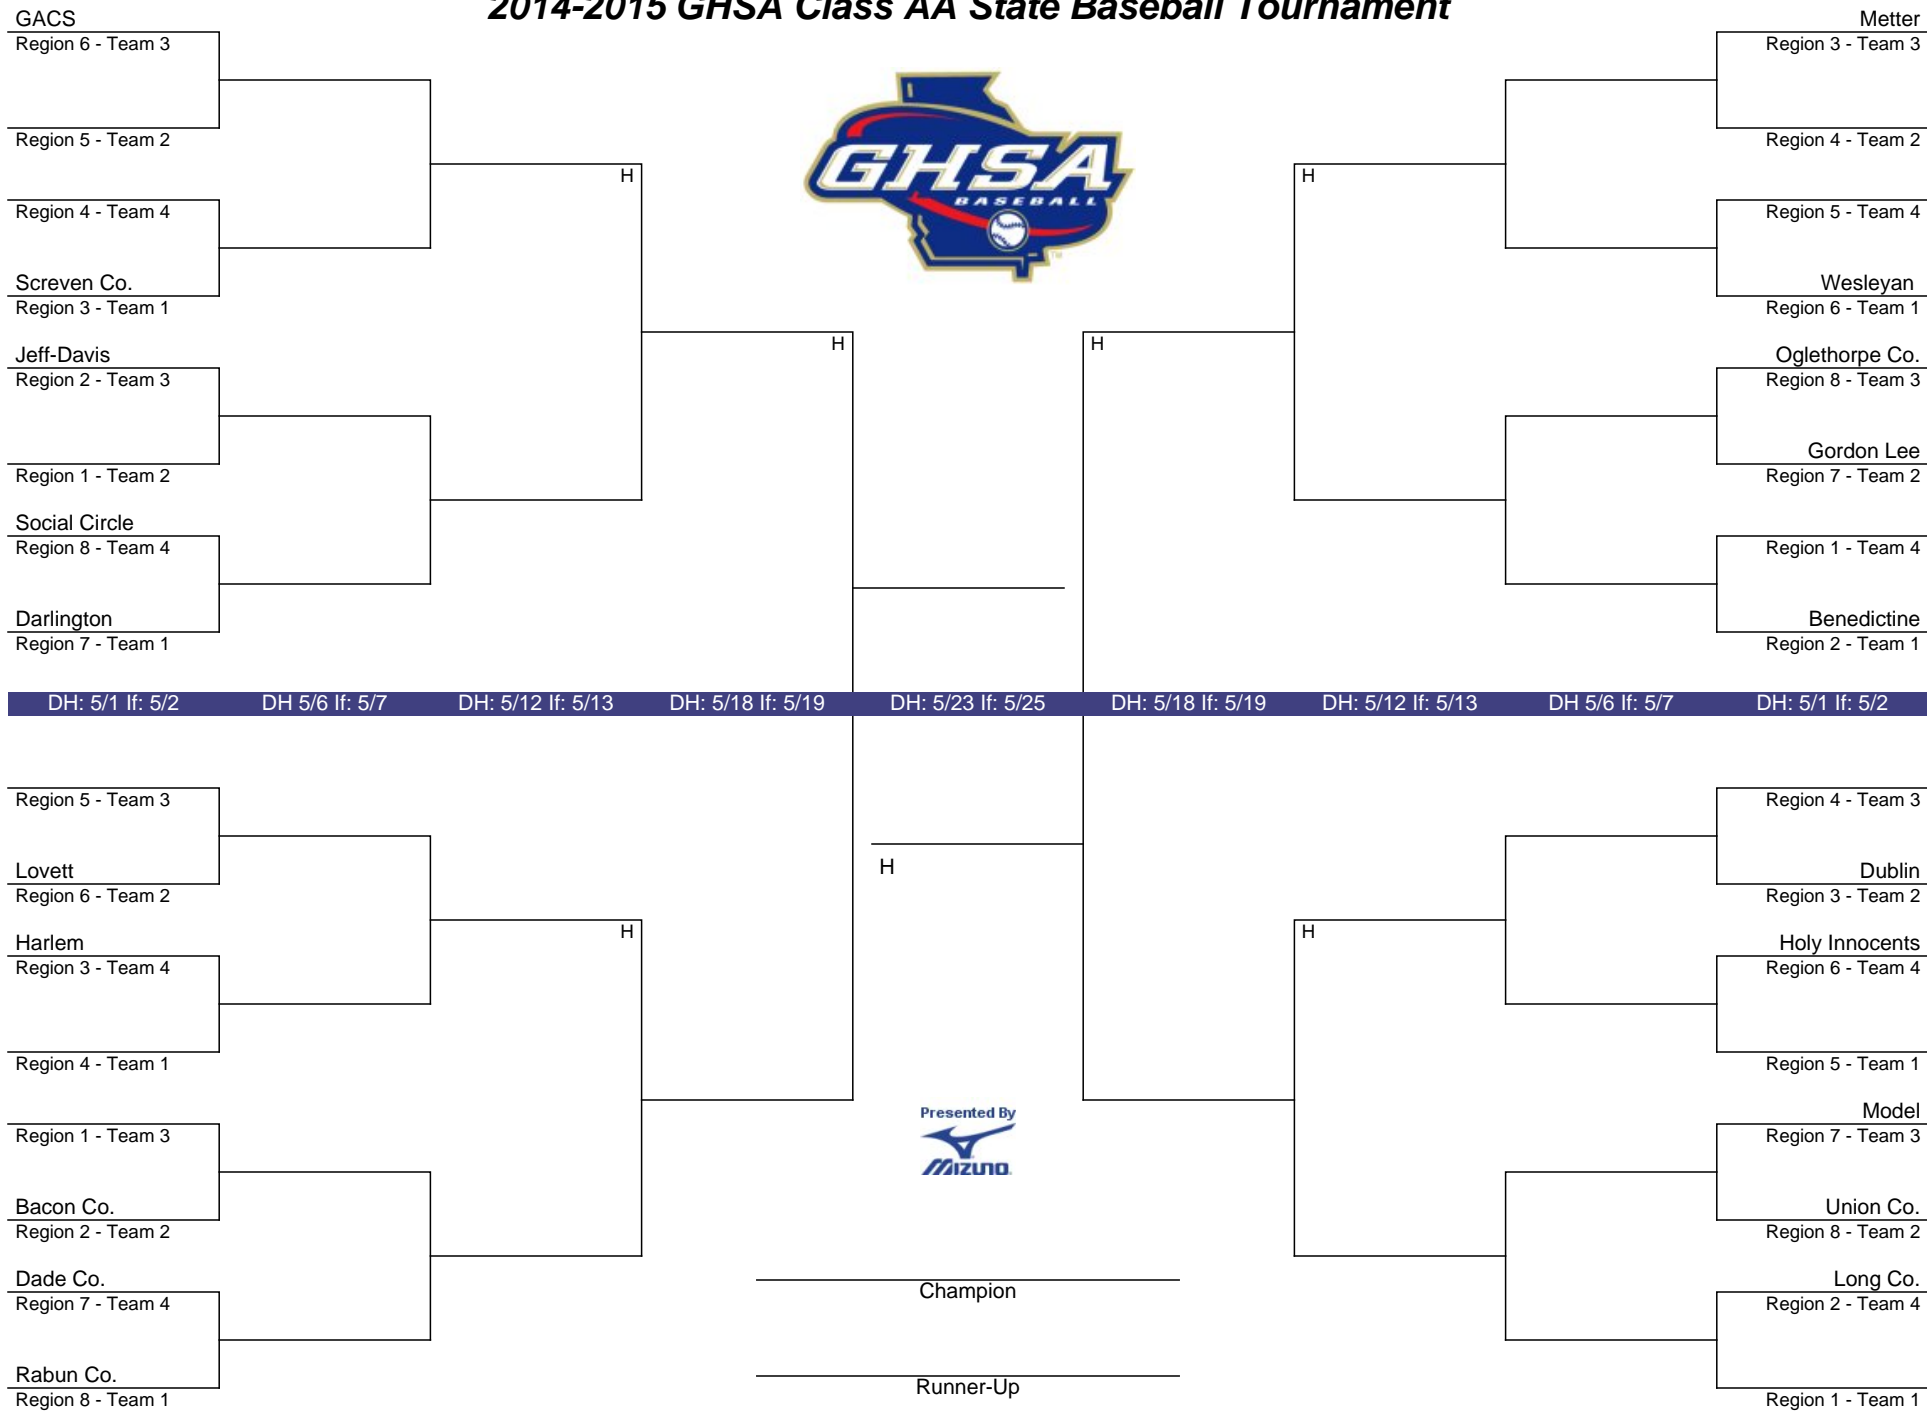 2014-2015 GHSA Class AA State Baseball Tournament
GACS
Region 6 - Team 3
Region 5 - Team 2
Region 4 - Team 4
Screven Co.
Region 3 - Team 1
Jeff-Davis
Region 2 - Team 3
Region 1 - Team 2
Social Circle
Region 8 - Team 4
Darlington
Region 7 - Team 1
H
H
GHSA
BASEBALL
TM
H
H
Metter
Region 3 - Team 3
Region 4 - Team 2
Region 5 - Team 4
Wesleyan
Region 6 - Team 1
Oglethorpe Co.
Region 8 - Team 3
Gordon Lee
Region 7 - Team 2
Region 1 - Team 4
Benedictine
Region 2 - Team 1
DH: 5/1 If: 5/2 DH 5/6 If: 5/7 DH: 5/12 If: 5/13 DH: 5/18 If: 5/19 DH: 5/23 If: 5/25 DH: 5/18 If: 5/19 DH: 5/12 If: 5/13 DH 5/6 If: 5/7 DH: 5/1 If: 5/2
Region 5 - Team 3
Lovett
Region 6 - Team 2
Harlem
Region 3 - Team 4
Region 4 - Team 1
Region 1 - Team 3
Bacon Co.
Region 2 - Team 2
Dade Co.
Region 7 - Team 4
Rabun Co.
Region 8 - Team 1
H
H
Presented By
MIZUNO
Champion
Runner-Up
H
Region 4 - Team 3
Dublin
Region 3 - Team 2
Holy Innocents
Region 6 - Team 4
Region 5 - Team 1
Model
Region 7 - Team 3
Union Co.
Region 8 - Team 2
Long Co.
Region 2 - Team 4
Region 1 - Team 1